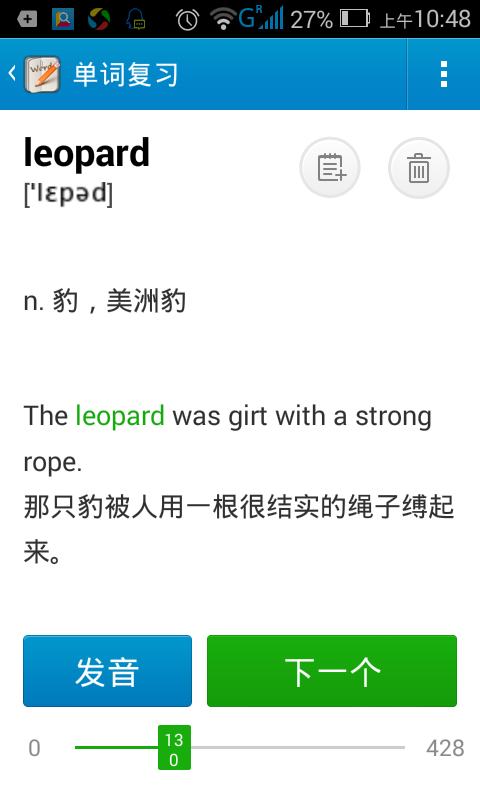 27% 上午10:48
单词复习
leopard
['lɛpəd]
n. 豹，美洲豹
The leopard was girt with a strong
rope.
那只豹被人用一根很结实的绳子缚起
来。
发音 下一个
0 13 428
0